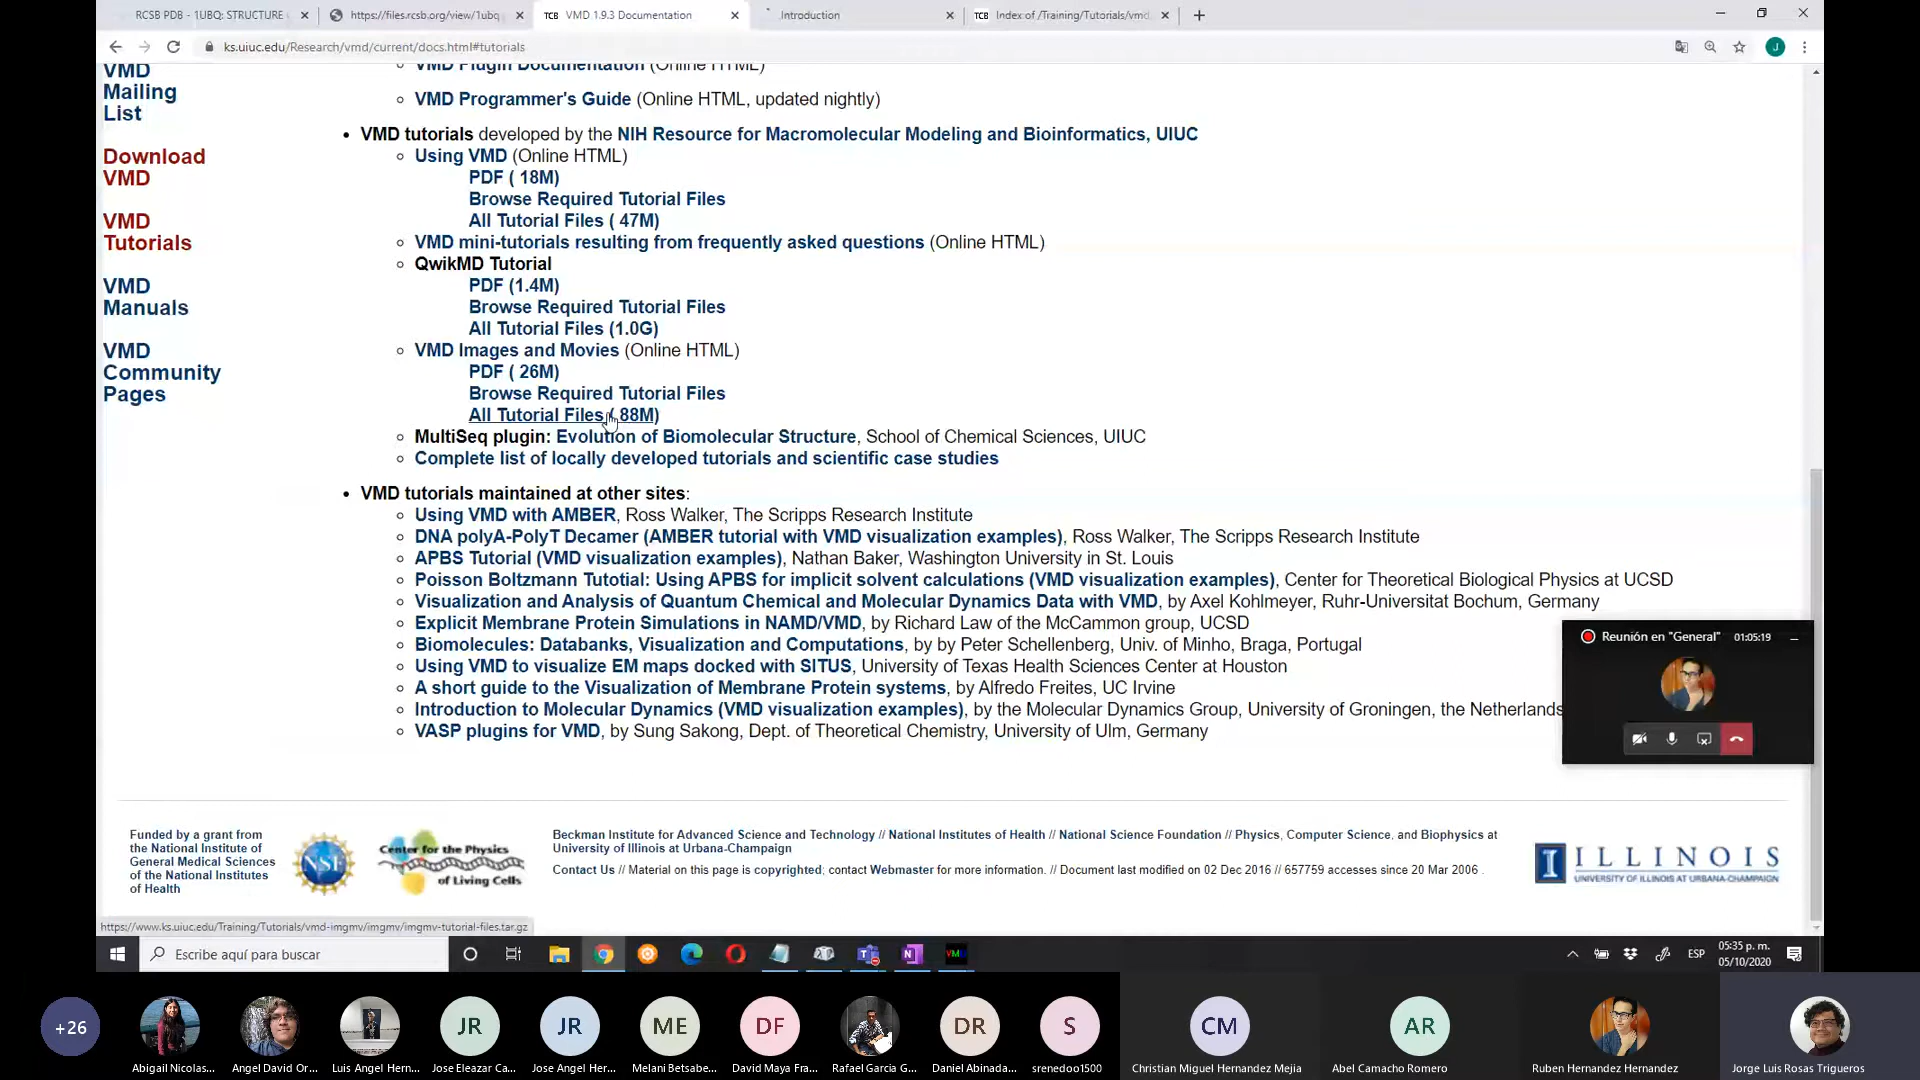 RCSB PDB - 1UBQ: STRUCTURE
https://files.rcsb.org/view/1ubq
TCB VMD 1.9.3 Documentation
Introduction
TCB Index of /Training/Tutorials/vmd
ks.uiuc.edu/Research/vmd/current/docs.html#tutorials
J
VMD
Mailing
List
Download
VMD
VMD
Tutorials
VMD
Manuals
VMD
Community
Pages
VMD Plugin Documentation (Online HTML)
VMD Programmer's Guide (Online HTML, updated nightly)
VMD tutorials developed by the NIH Resource for Macromolecular Modeling and Bioinformatics, UIUC
Using VMD (Online HTML)
PDF ( 18M)
Browse Required Tutorial Files
All Tutorial Files ( 47M)
VMD mini-tutorials resulting from frequently asked questions (Online HTML)
QwikMD Tutorial
PDF (1.4M)
Browse Required Tutorial Files
All Tutorial Files (1.0G)
VMD Images and Movies (Online HTML)
PDF ( 26M)
Browse Required Tutorial Files
All Tutorial Files ( 88M)
MultiSeq plugin: Evolution of Biomolecular Structure, School of Chemical Sciences, UIUC
Complete list of locally developed tutorials and scientific case studies
VMD tutorials maintained at other sites:
Using VMD with AMBER, Ross Walker, The Scripps Research Institute
DNA polyA-PolyT Decamer (AMBER tutorial with VMD visualization examples), Ross Walker, The Scripps Research Institute
APBS Tutorial (VMD visualization examples), Nathan Baker, Washington University in St. Louis
Poisson Boltzmann Tutotial: Using APBS for implicit solvent calculations (VMD visualization examples), Center for Theoretical Biological Physics at UCSD
Visualization and Analysis of Quantum Chemical and Molecular Dynamics Data with VMD, by Axel Kohlmeyer, Ruhr-Universitat Bochum, Germany
Explicit Membrane Protein Simulations in NAMD/VMD, by Richard Law of the McCammon group, UCSD
Biomolecules: Databanks, Visualization and Computations, by by Peter Schellenberg, Univ. of Minho, Braga, Portugal
Using VMD to visualize EM maps docked with SITUS, University of Texas Health Sciences Center at Houston
A short guide to the Visualization of Membrane Protein systems, by Alfredo Freites, UC Irvine
Introduction to Molecular Dynamics (VMD visualization examples), by the Molecular Dynamics Group, University of Groningen, the Netherlands
VASP plugins for VMD, by Sung Sakong, Dept. of Theoretical Chemistry, University of Ulm, Germany
Reunión en "General" 01:05:19
Funded by a grant from
the National Institute of
General Medical Sciences
of the National Institutes
of Health
NSF
Center for the Physics
of Living Cells
Beckman Institute for Advanced Science and Technology // National Institutes of Health // National Science Foundation // Physics, Computer Science, and Biophysics at
University of Illinois at Urbana-Champaign
Contact Us // Material on this page is copyrighted; contact Webmaster for more information. // Document last modified on 02 Dec 2016 // 657759 accesses since 20 Mar 2006 .
I ILLINOIS
UNIVERSITY OF ILLINOIS AT URBANA-CHAMPAIGN
https://www.ks.uiuc.edu/Training/Tutorials/vmd-imgmv/imgmv/imgmv-tutorial-files.tar.gz
Escribe aquí para buscar
VM
ESP
05:35 p. m.
05/10/2020
+26
JR
JR
ME
DF
DR
S
CM
AR
Abigail Nicolas...
Angel David Or...
Luis Angel Hern...
Jose Eleazar Ca...
Jose Angel Her...
Melani Betsabe...
David Maya Fra...
Rafael Garcia G...
Daniel Abinada...
srenedoo1500
Christian Miguel Hernandez Mejia
Abel Camacho Romero
Ruben Hernandez Hernandez
Jorge Luis Rosas Trigueros